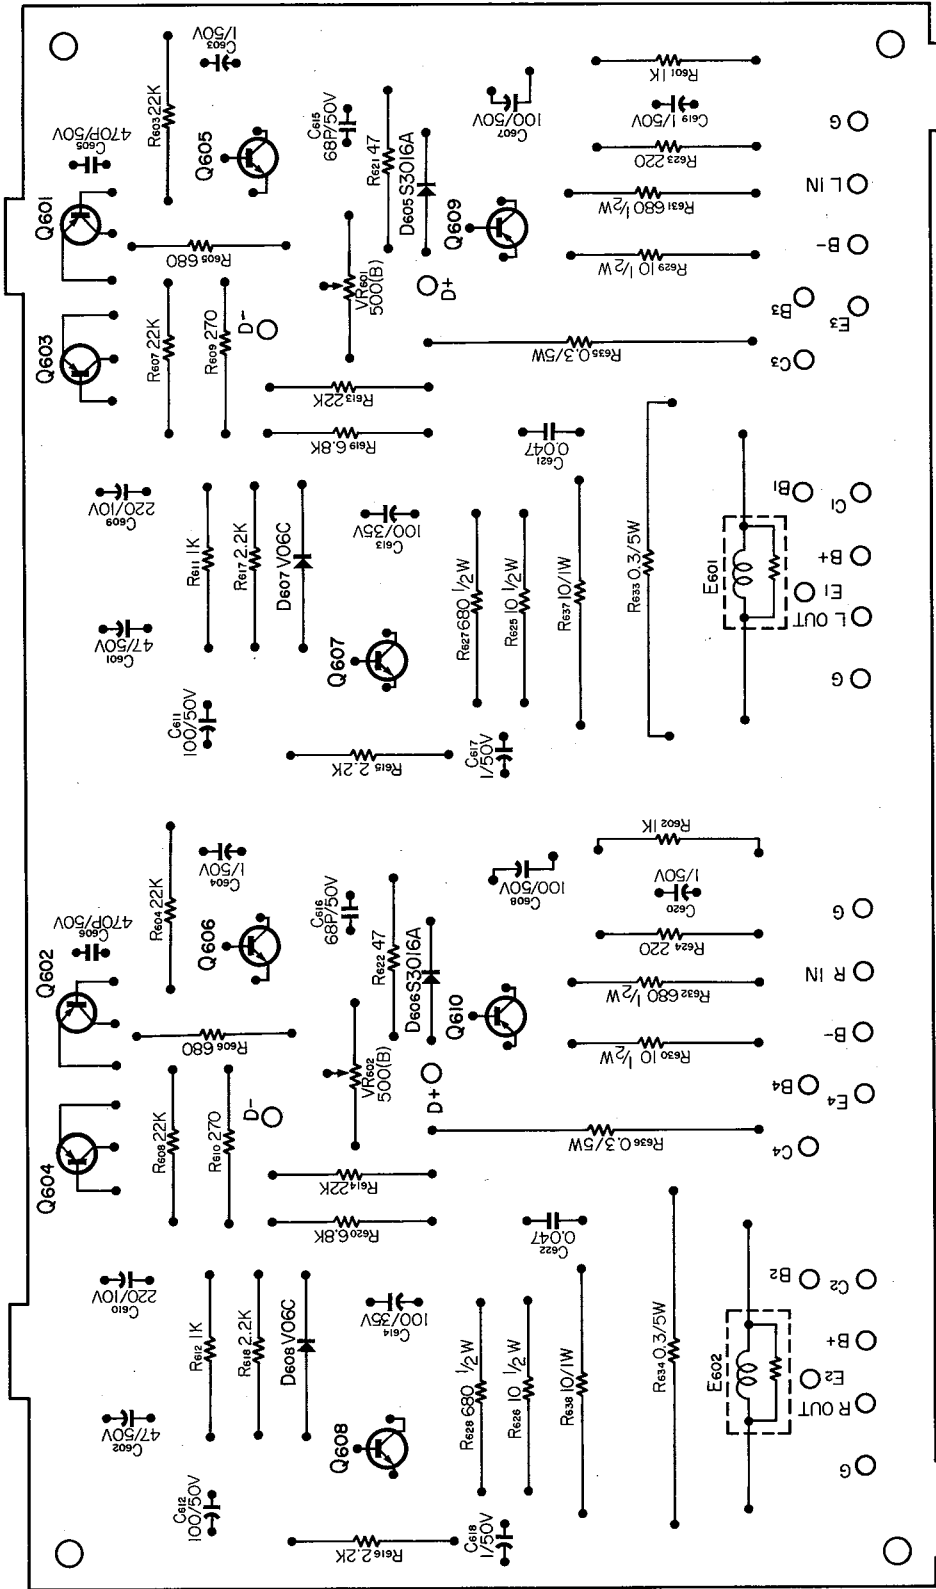 C603
1/50V
R603 22K
C605
470P/50V
Q601
Q605
C615
68P/50V
R621 47
D605 S3016A
C607
100/50V
R601 1K
C619 1/50V
R623 220
R631 680 1/2W
R629 10 1/2W
G
L IN
B-
B3
E3
C3
Q609
R605 680
VR601
500(B)
D+
D-
Q603
R607 22K
R609 270
R613 22K
R619 6.8K
R635 0.3/5W
C621
0.047
C609
220/10V
R611 1K
R617 2.2K
D607 V06C
C613
100/35V
R627 680 1/2W
R625 10 1/2W
R637 10/1W
R633 0.3/5W
E601
B1
C1
B+
E1
L OUT
G
C601
47/50V
Q607
C611
100/50V
R615 2.2K
C617
1/50V
R604 22K
C604
1/50V
C606
470P/50V
Q602
Q606
C616
68P/50V
R622 47
D606 S3016A
C608
100/50V
R602 1K
C620
1/50V
R624 220
R632 680 1/2W
R630 10 1/2W
G
R IN
B-
B4
E4
C4
Q610
R606 680
VR602
500(B)
D+
D-
Q604
R608 22K
R610 270
R614 22K
R620 6.8K
R636 0.3/5W
C622
0.047
C610
220/10V
R612 1K
R618 2.2K
D608 V06C
C614
100/35V
R628 680 1/2W
R626 10 1/2W
R638 10/1W
R634 0.3/5W
E602
B2
C2
B+
E2
R OUT
G
C602
47/50V
Q608
C612
100/50V
R616 2.2K
C618
1/50V